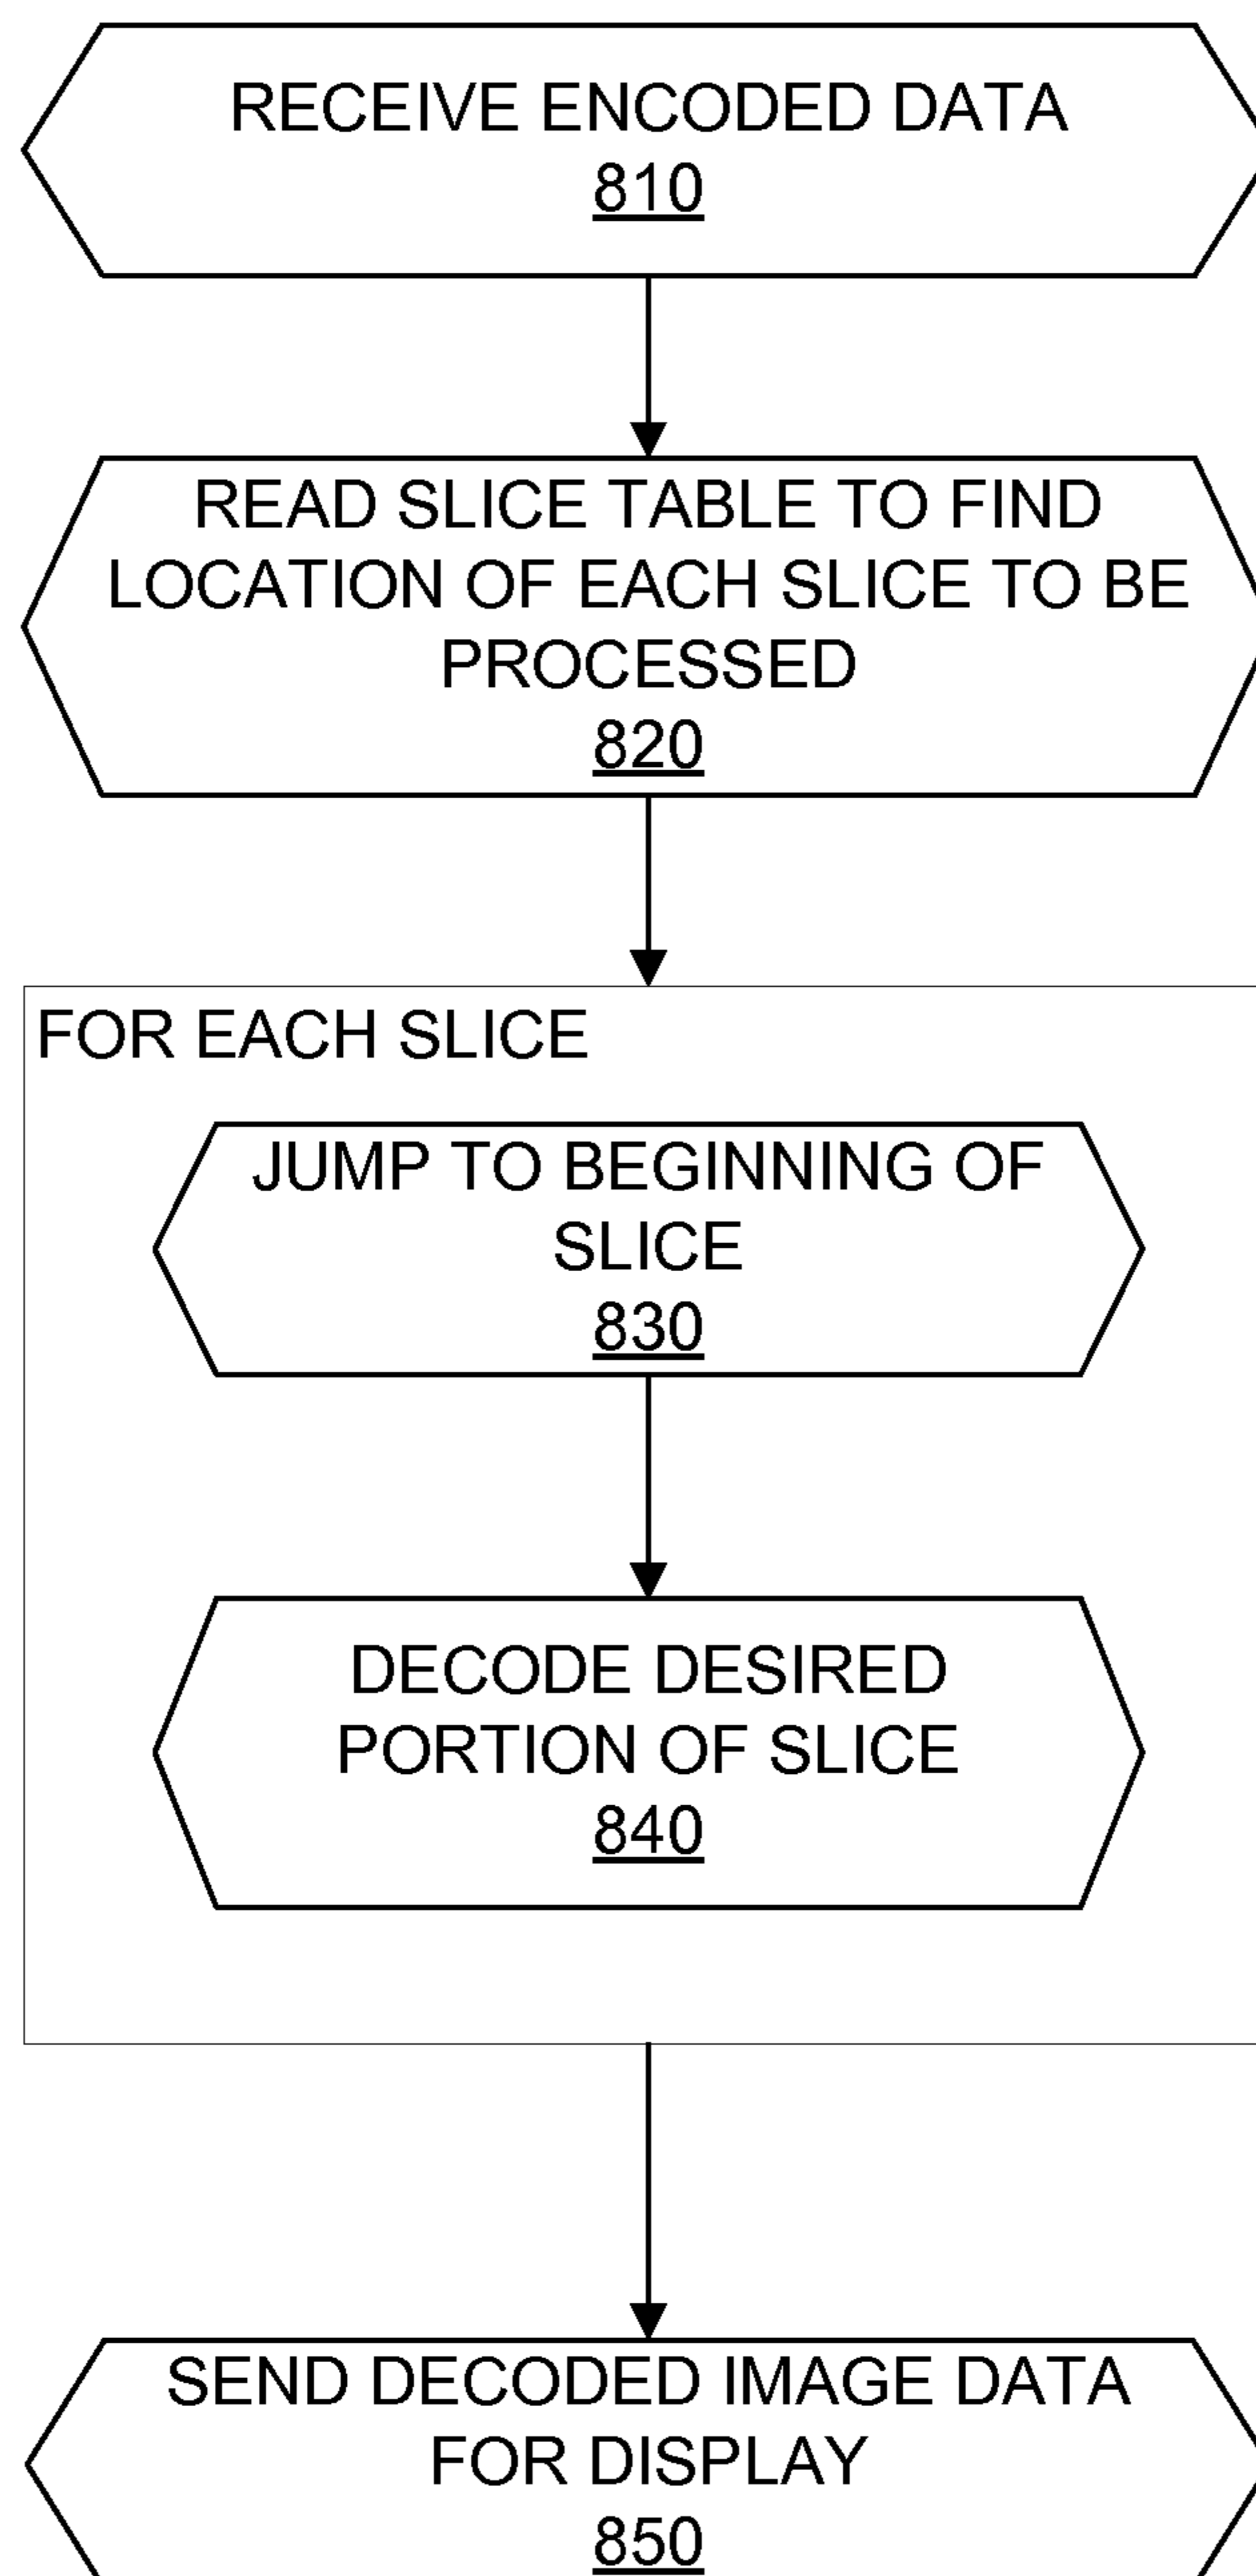 RECEIVE ENCODED DATA
810
READ SLICE TABLE TO FIND
LOCATION OF EACH SLICE TO BE
PROCESSED
820
FOR EACH SLICE
JUMP TO BEGINNING OF
SLICE
830
DECODE DESIRED
PORTION OF SLICE
840
SEND DECODED IMAGE DATA
FOR DISPLAY
850